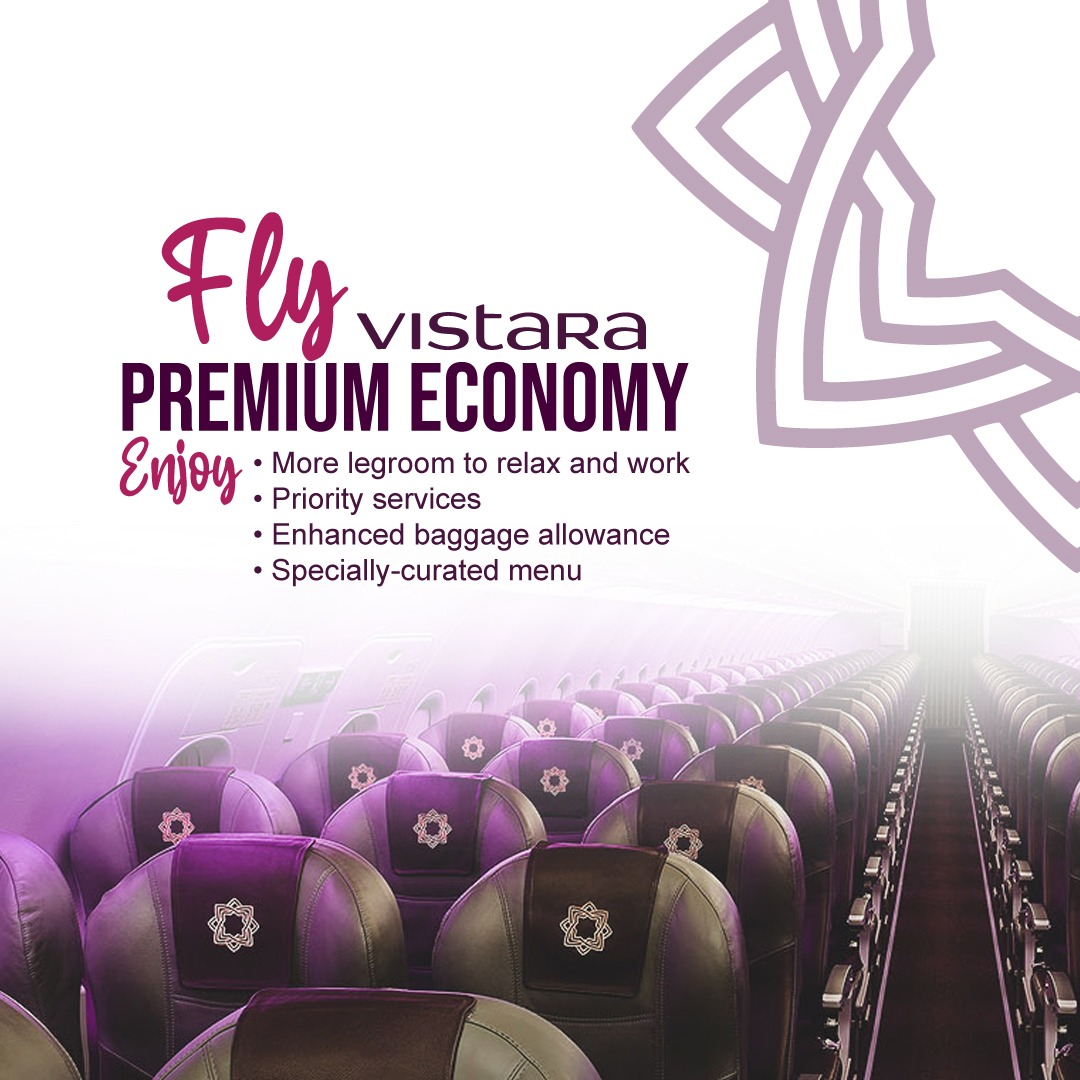 Fly VISTARA
PREMIUM ECONOMY
Enjoy • More legroom to relax and work
• Priority services
• Enhanced baggage allowance
• Specially-curated menu